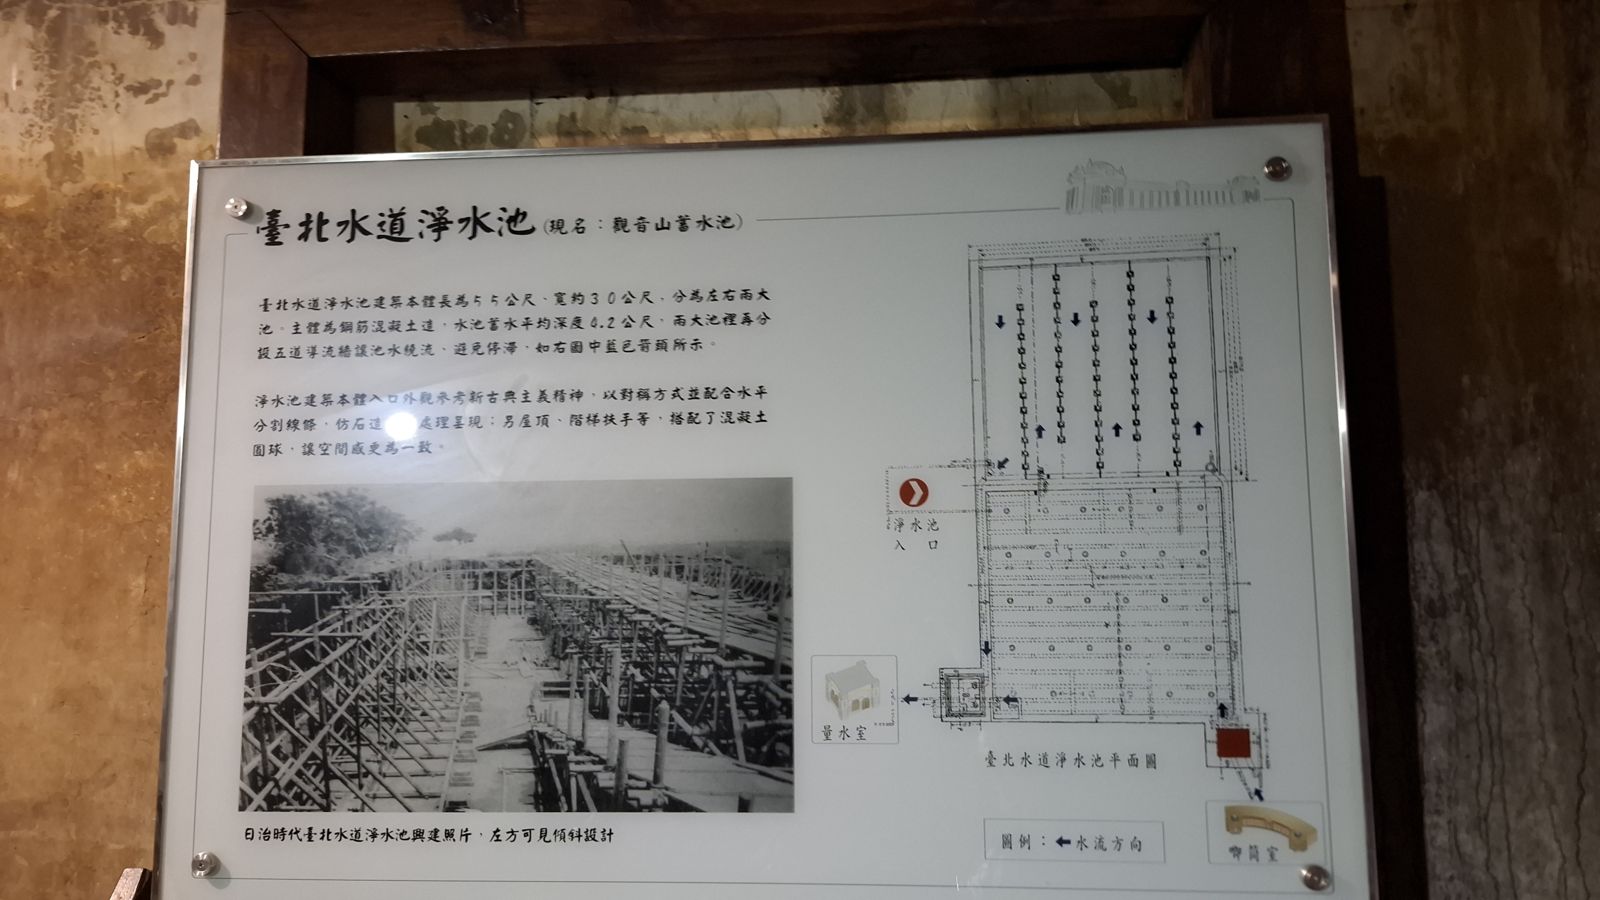 臺北水道淨水池(現名：觀音山蓄水池)
臺北水道淨水池建築本體長為55公尺、寬約30公尺，分為左右兩大
池。主體為鋼筋混凝土造，水池蓄水平均深度4.2公尺，兩大池裡再分
設五道導流牆讓池水繞流、避免停滯，如右圖中藍色箭頭所示。
淨水池建築本體入口外觀參考新古典主義精神，以對稱方式並配合水平
分割線條，仿石造處理呈現；另屋頂、階梯扶手等，搭配了混凝土
圓球，讓空間感更為一致。
日治時代臺北水道淨水池興建照片，左方可見傾斜設計
淨水池
入口
量水室
臺北水道淨水池平面圖
圖例：←水流方向
唧筒室